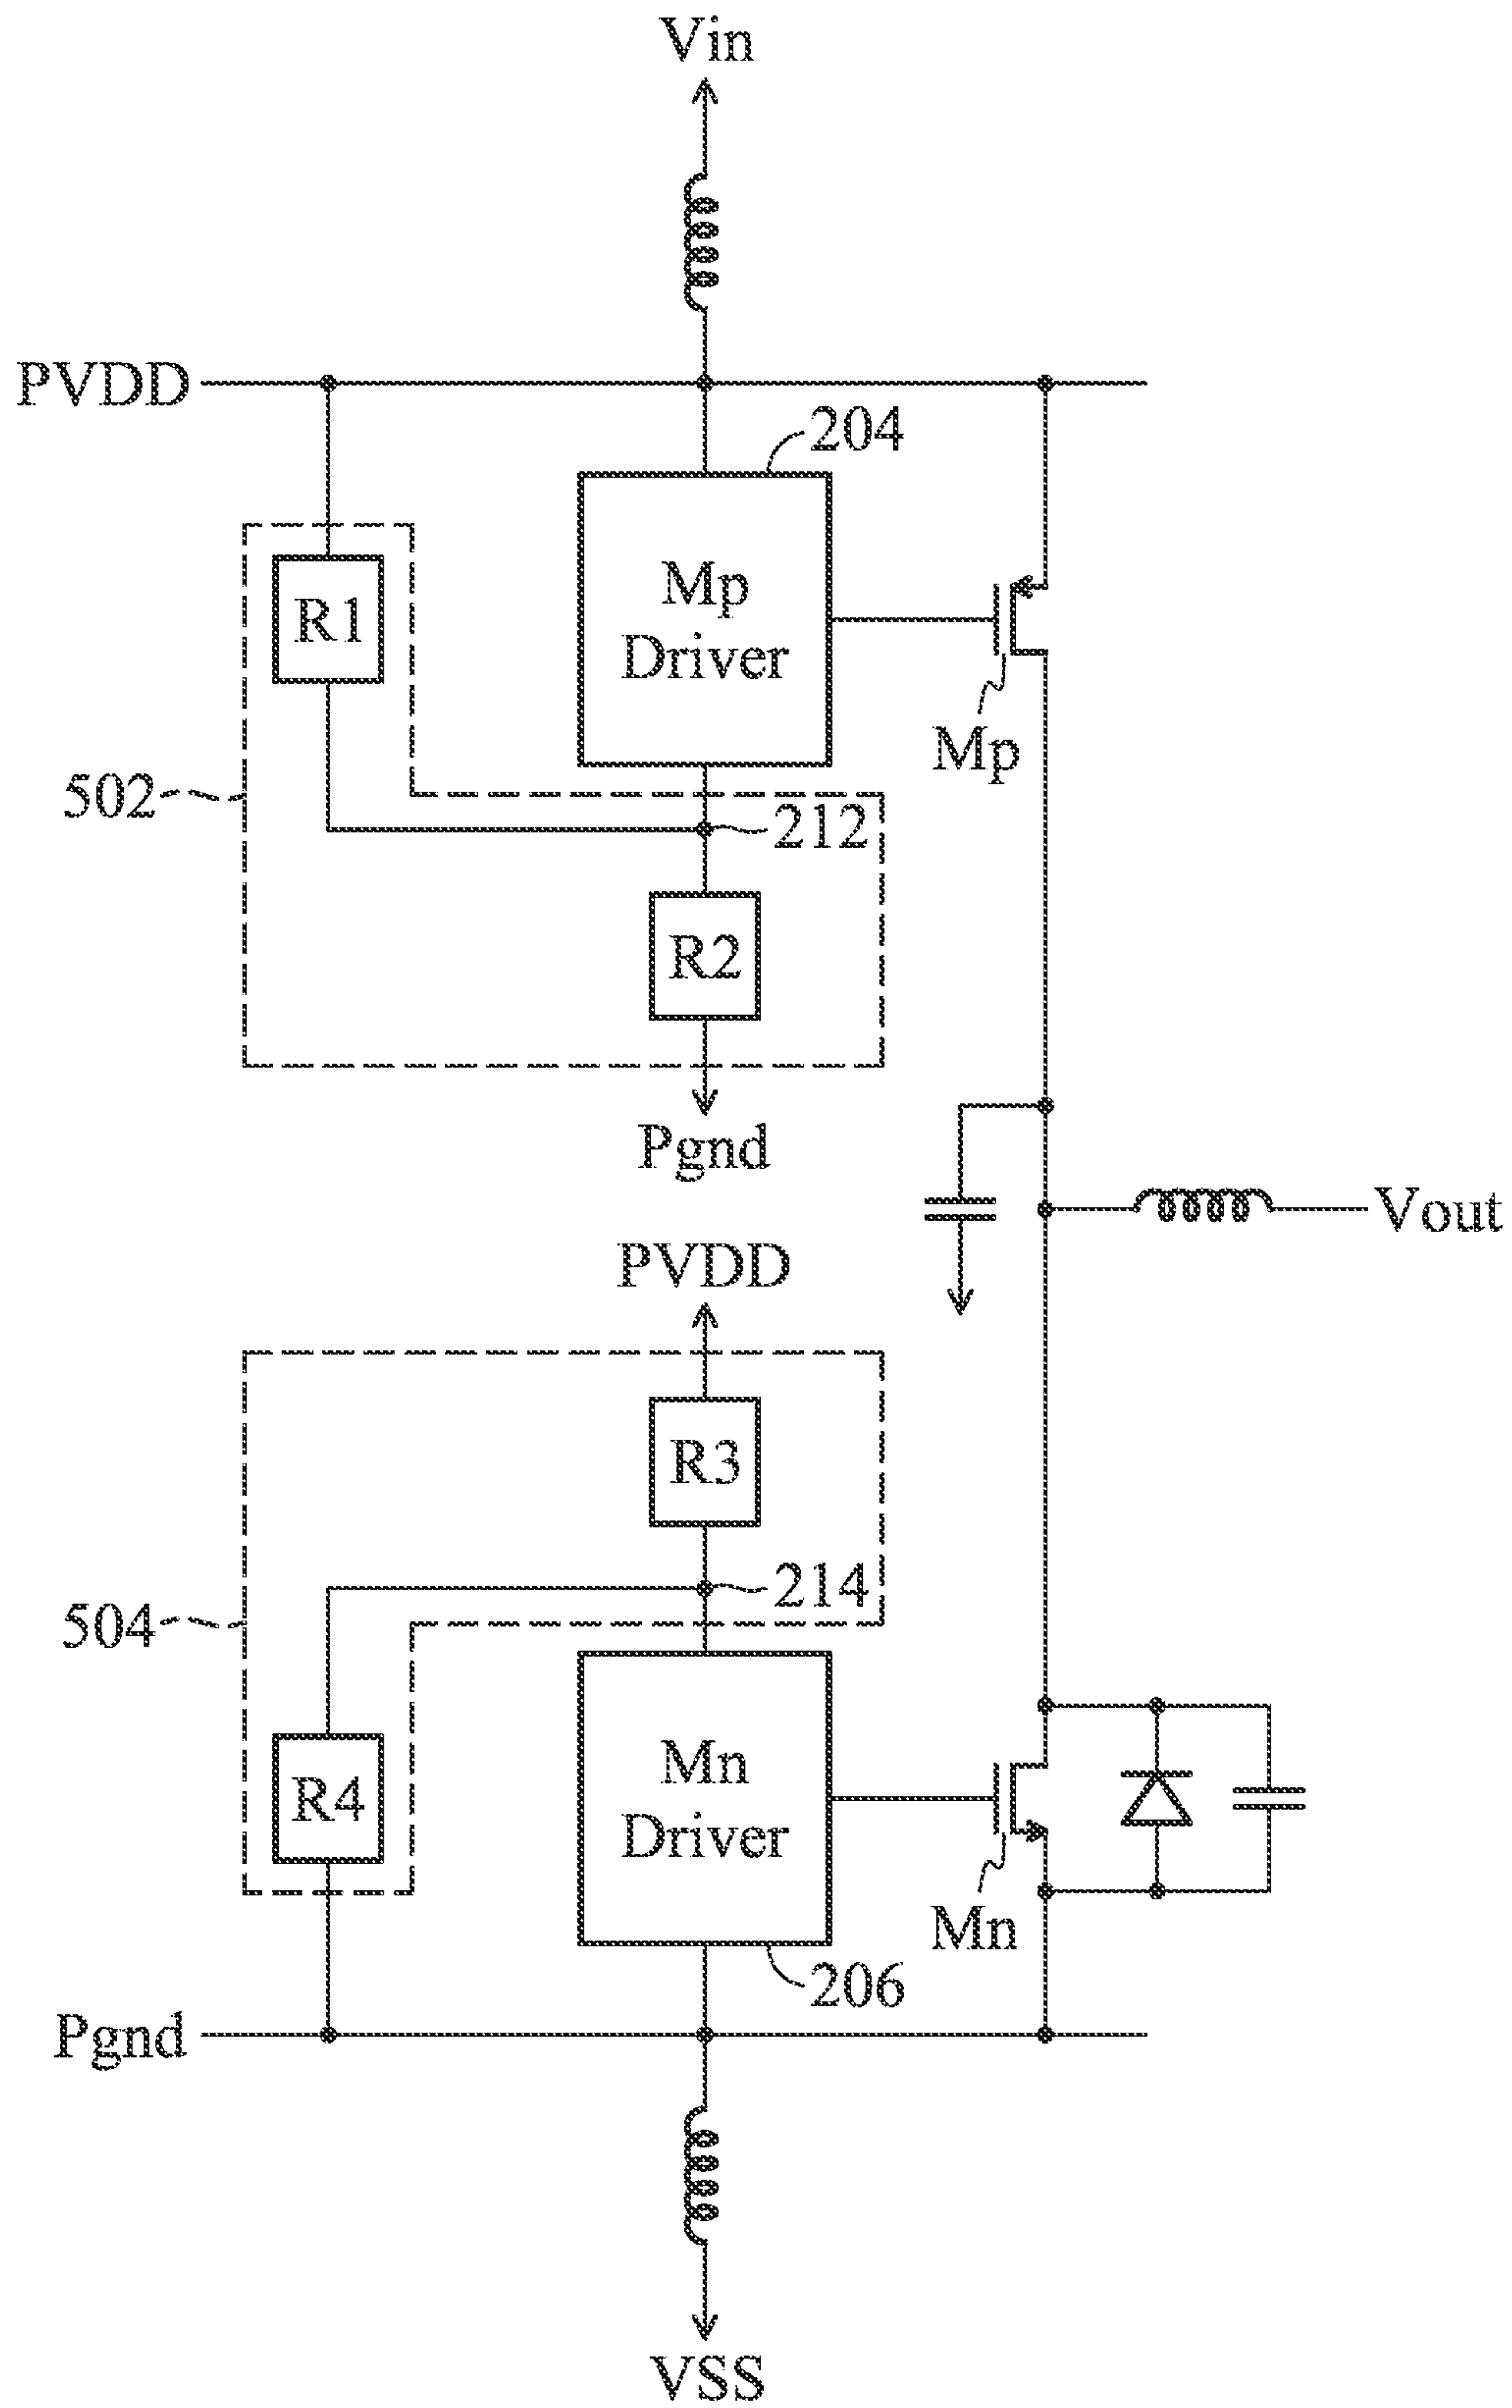 Vin
PVDD
204
R1
Mp
Driver
Mp
502
212
R2
Pgnd
Vout
PVDD
R3
214
504
R4
Mn
Driver
Mn
206
Pgnd
VSS